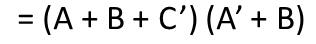 = (A + B + C’) (A’ + B)